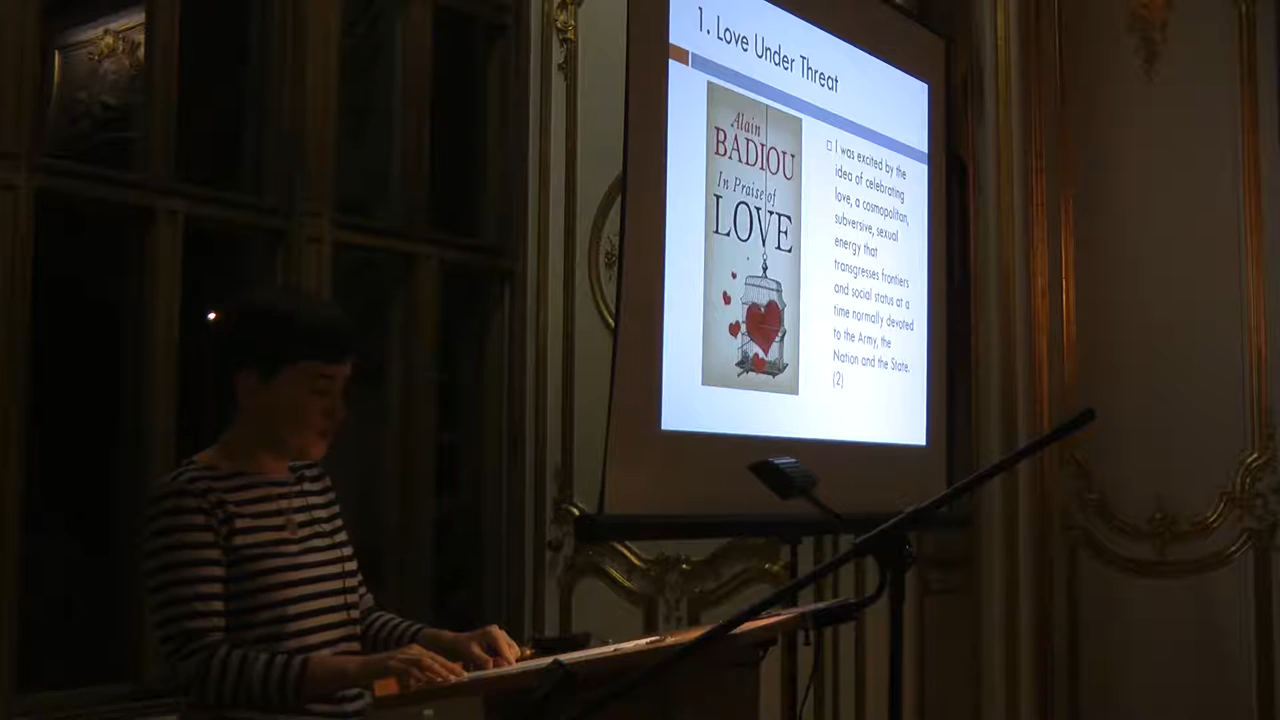 1. Love Under Threat
Alain
BADIOU
In Praise of
LOVE
I was excited by the
idea of celebrating
love, a cosmopolitan,
subversive, sexual
energy that
transgresses frontiers
and social status at a
time normally devoted
to the Army, the
Nation and the State.
(2)